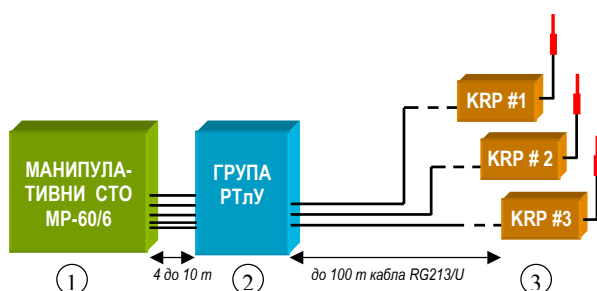 KRP #1
МАНИПУЛА-
ТИВНИ СТО
МР-60/6
ГРУПА
РТлУ
KRP # 2
KRP #3
4 до 10 m
до 100 m кабла RG213/U
1
2
3